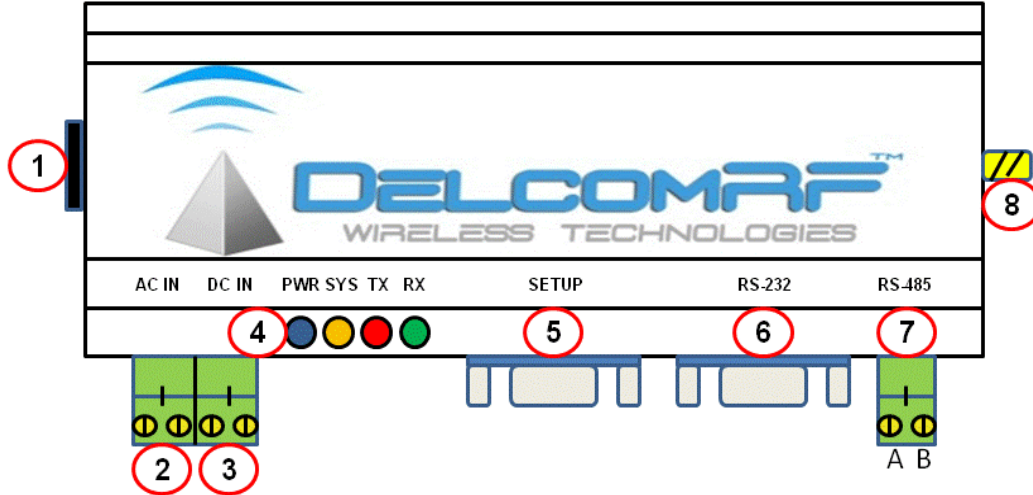 DELCOMRF™
WIRELESS TECHNOLOGIES
1
8
AC IN DC IN PWR SYS TX RX SETUP RS-232 RS-485
4 5 6 7
2 3 A B